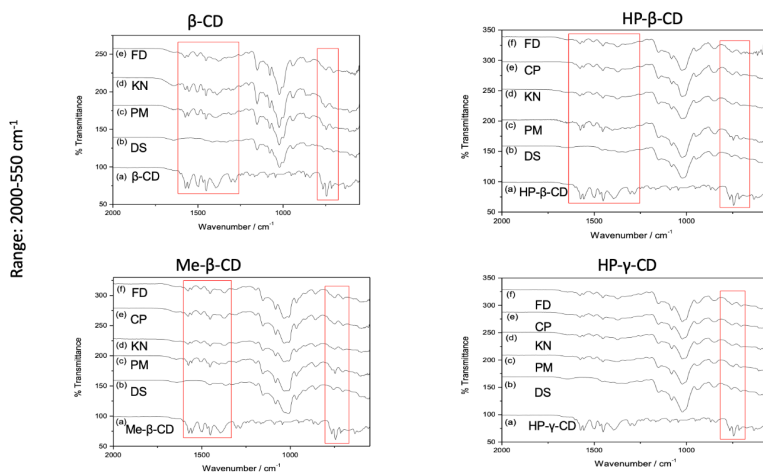 Range: 2000-550 cm⁻¹
β-CD
% Transmittance
250
225
200
175
150
125
100
75
50
(e) FD
(d) KN
(c) PM
(b) DS
(a) β-CD
2000 1500 1000
Wavenumber / cm⁻¹
HP-β-CD
% Transmittance
350
300
250
200
150
100
50
(f) FD
(e) CP
(d) KN
(c) PM
(b) DS
(a) HP-β-CD
2000 1500 1000
Wavenumber / cm⁻¹
Me-β-CD
% Transmittance
300
250
200
150
100
50
(f) FD
(e) CP
(d) KN
(c) PM
(b) DS
(a) Me-β-CD
2000 1500 1000
Wavenumber / cm⁻¹
HP-γ-CD
% Transmittance
350
300
250
200
150
100
50
(f) FD
(e) CP
(d) KN
(c) PM
(b) DS
(a) HP-γ-CD
2000 1500 1000
Wavenumber / cm⁻¹